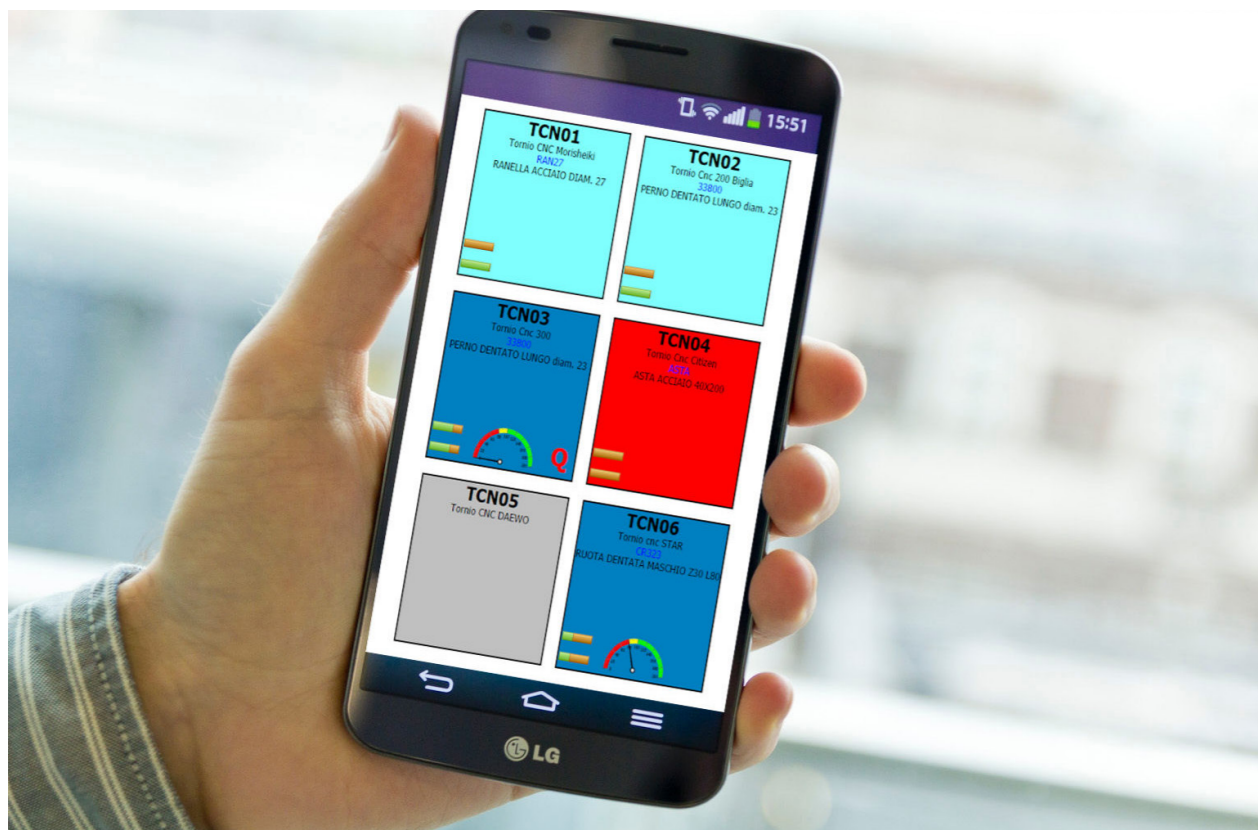 15:51
TCN01
Tornio CNC Morisheiki
RAN27
RANELLA ACCIAIO DIAM. 27
TCN02
Tornio Cnc 200 Biglia
33800
PERNO DENTATO LUNGO diam. 23
TCN03
Tornio Cnc 300
33800
PERNO DENTATO LUNGO diam. 23
Q
TCN04
Tornio Cnc Citizen
ASTA
ASTA ACCIAIO 40X200
TCN05
Tornio CNC DAEWO
TCN06
Tornio cnc STAR
CR323
RUOTA DENTATA MASCHIO Z30 L80
LG